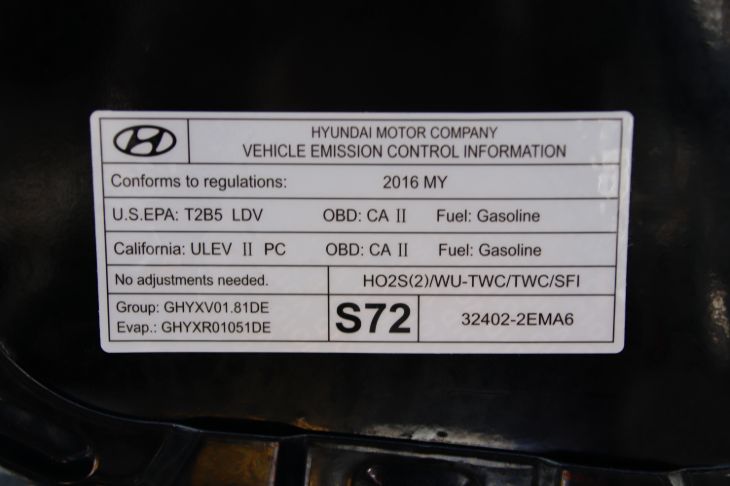 HYUNDAI MOTOR COMPANY
VEHICLE EMISSION CONTROL INFORMATION
Conforms to regulations: 2016 MY
U.S.EPA: T2B5 LDV OBD: CA II Fuel: Gasoline
California: ULEV II PC OBD: CA II Fuel: Gasoline
No adjustments needed. HO2S(2)/WU-TWC/TWC/SFI
Group: GHYXV01.81DE
Evap.: GHYXR01051DE
S72
32402-2EMA6